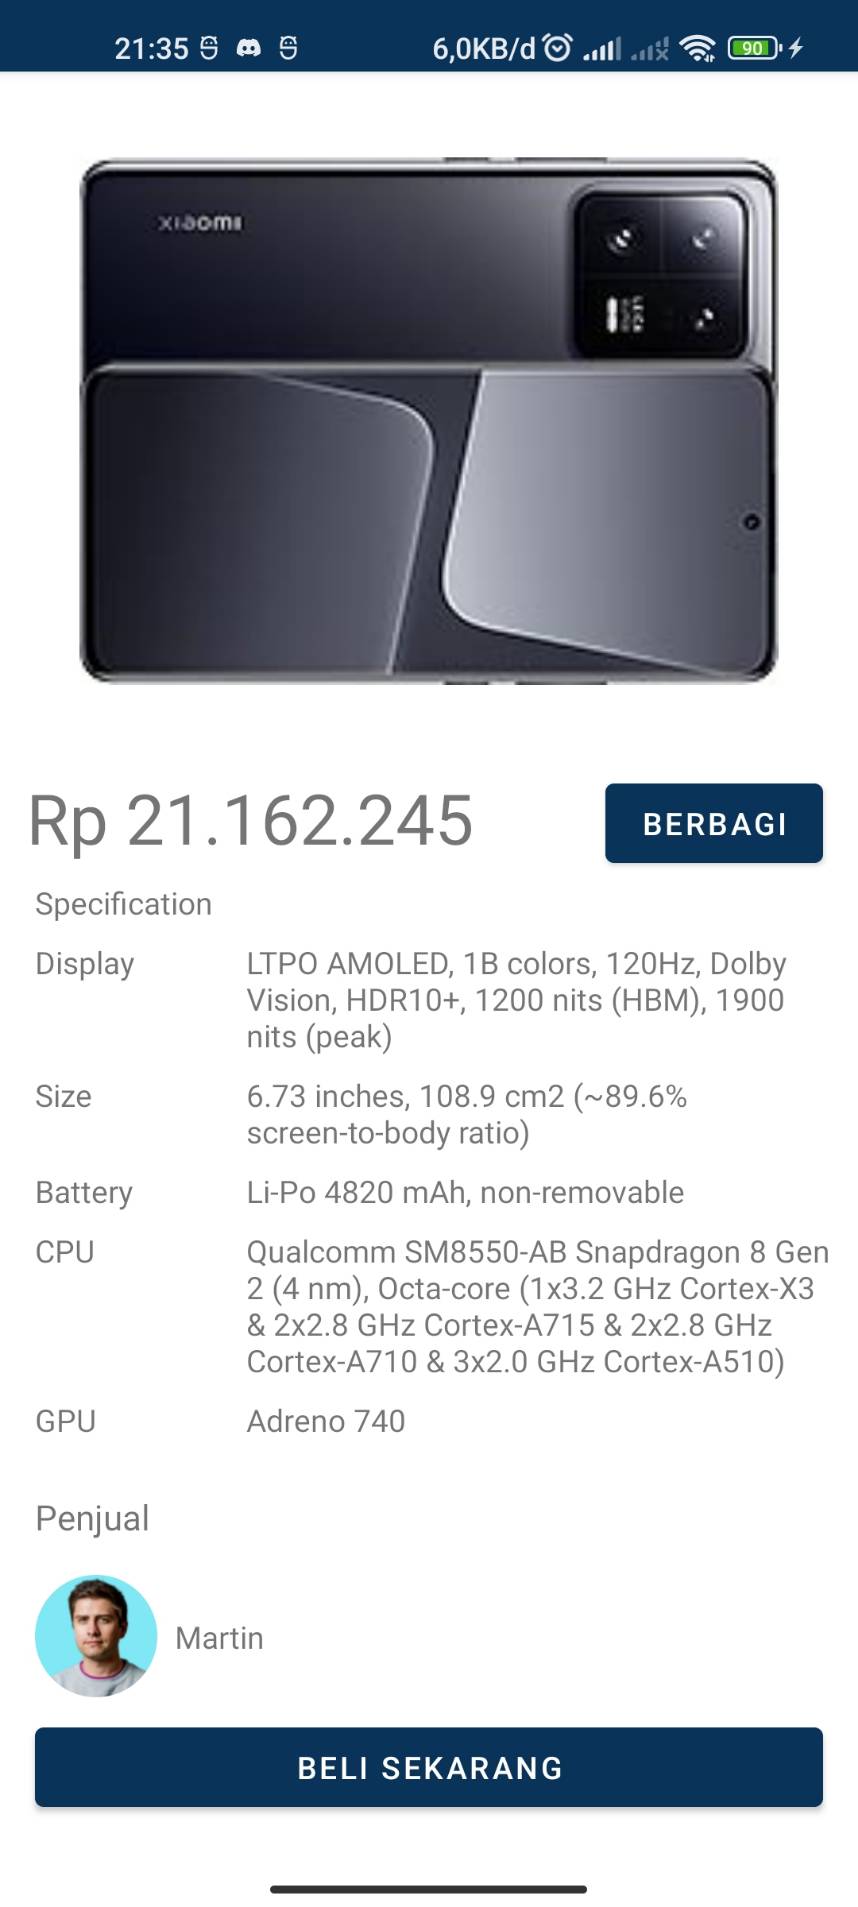 21:35 6,0KB/d 90
xiaomi
Rp 21.162.245 BERBAGI
Specification
Display LTPO AMOLED, 1B colors, 120Hz, Dolby
Vision, HDR10+, 1200 nits (HBM), 1900
nits (peak)
Size 6.73 inches, 108.9 cm2 (~89.6%
screen-to-body ratio)
Battery Li-Po 4820 mAh, non-removable
CPU Qualcomm SM8550-AB Snapdragon 8 Gen
2 (4 nm), Octa-core (1x3.2 GHz Cortex-X3
& 2x2.8 GHz Cortex-A715 & 2x2.8 GHz
Cortex-A710 & 3x2.0 GHz Cortex-A510)
GPU Adreno 740
Penjual
Martin
BELI SEKARANG